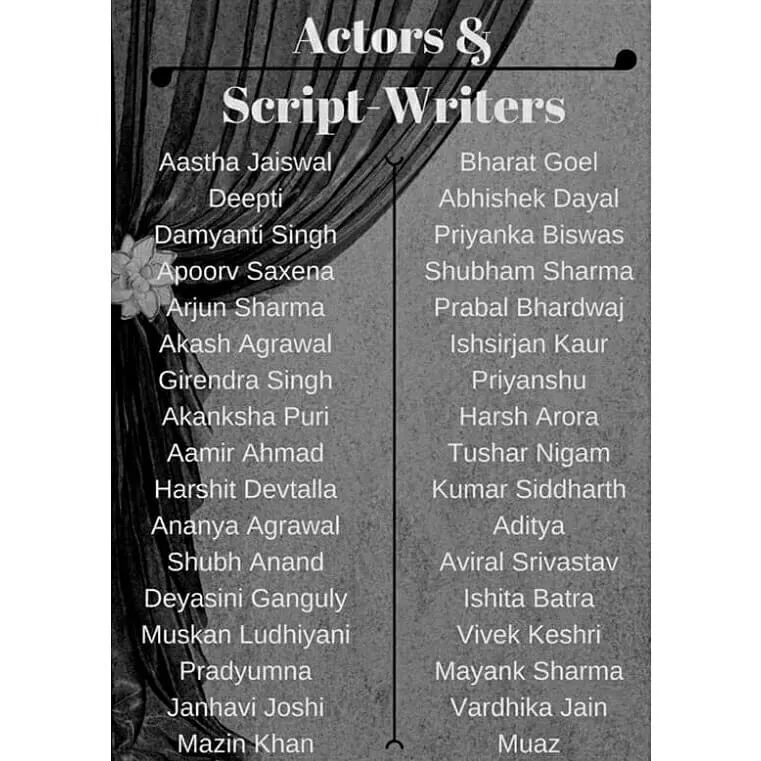 Actors &
Script-Writers
Aastha Jaiswal
Deepti
Damyanti Singh
Apoorv Saxena
Arjun Sharma
Akash Agrawal
Girendra Singh
Akanksha Puri
Aamir Ahmad
Harshit Devtalla
Ananya Agrawal
Shubh Anand
Deyasini Ganguly
Muskan Ludhiyani
Pradyumna
Janhavi Joshi
Mazin Khan
Bharat Goel
Abhishek Dayal
Priyanka Biswas
Shubham Sharma
Prabal Bhardwaj
Ishsirjan Kaur
Priyanshu
Harsh Arora
Tushar Nigam
Kumar Siddharth
Aditya
Aviral Srivastav
Ishita Batra
Vivek Keshri
Mayank Sharma
Vardhika Jain
Muaz